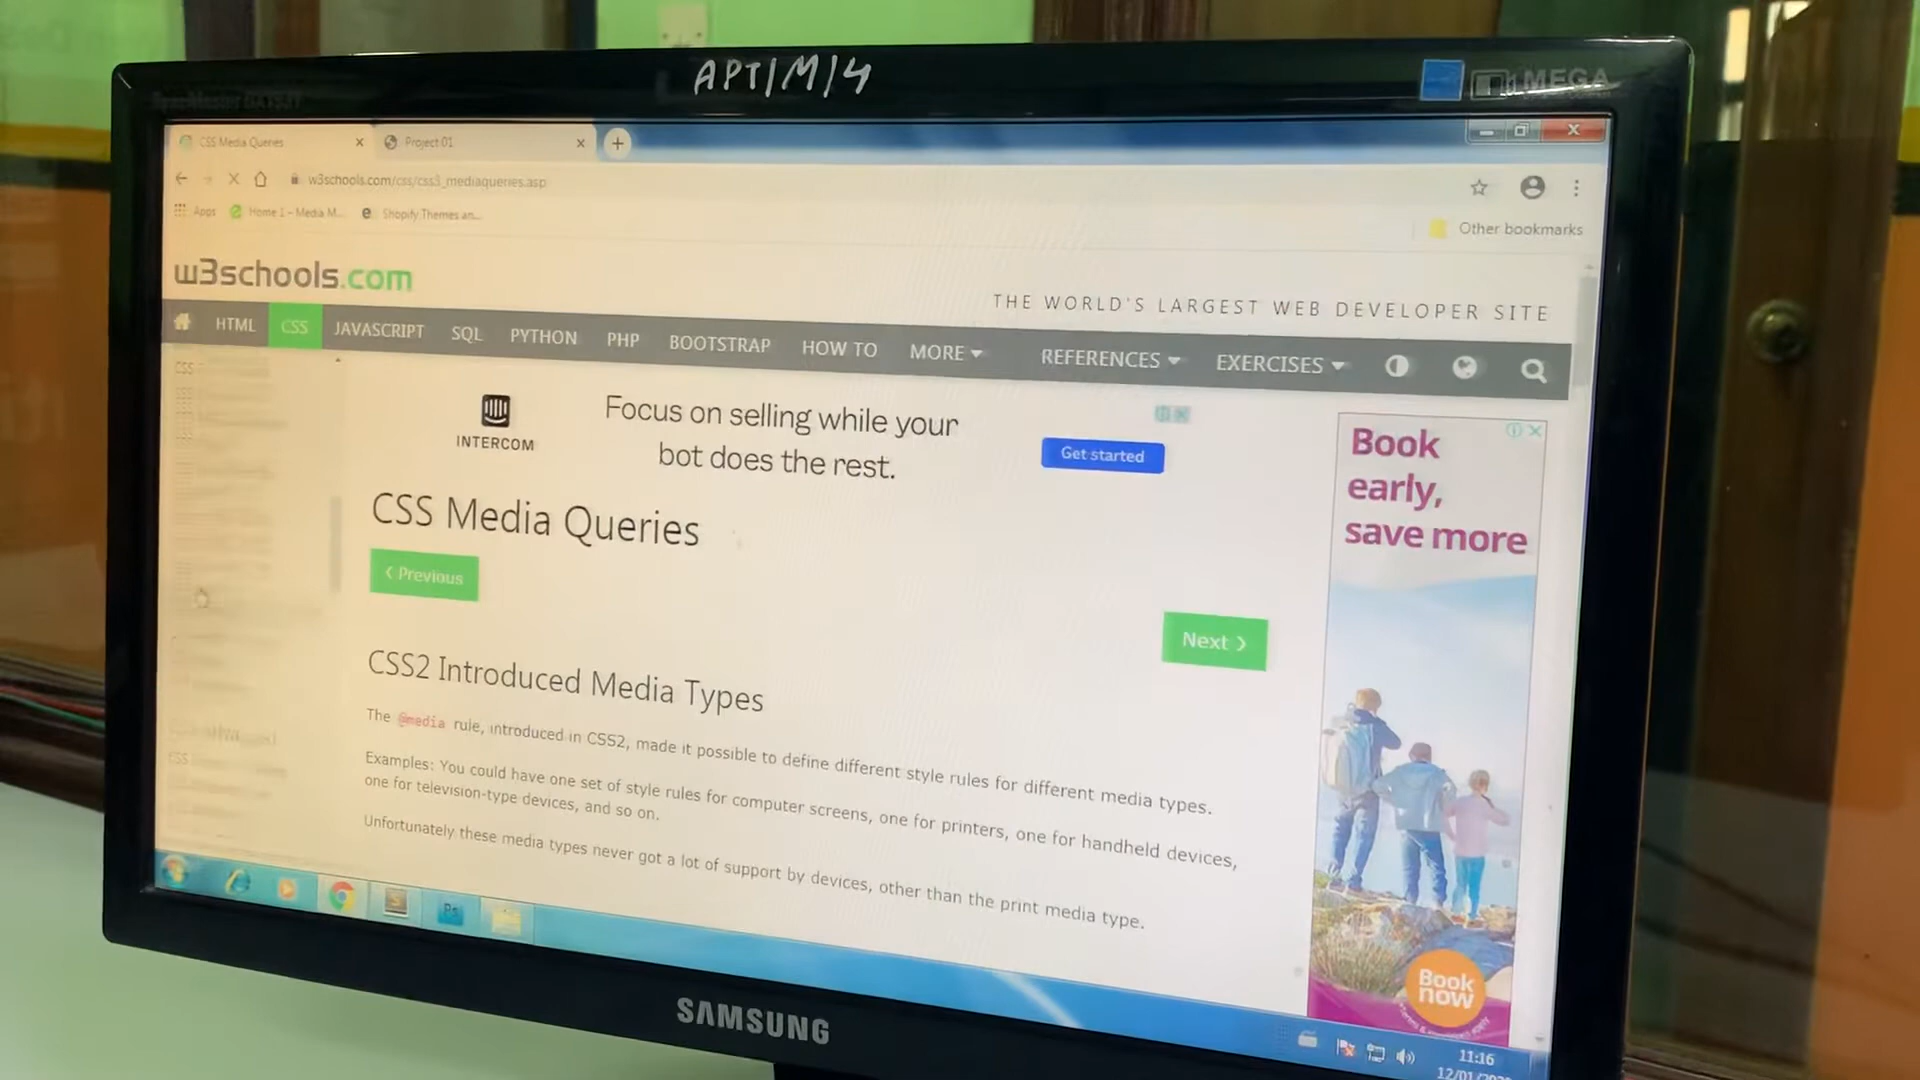 APT/M/4
MEGA
CSS Media Queries
Project 01
w3schools.com/css/css3_mediaqueries.asp
Apps
Home 1 – Media M...
Shopify Themes an...
Other bookmarks
w3schools.com
THE WORLD'S LARGEST WEB DEVELOPER SITE
HTML CSS JAVASCRIPT SQL PYTHON PHP BOOTSTRAP HOW TO MORE REFERENCES EXERCISES
CSS
INTERCOM
Focus on selling while your
bot does the rest.
Get started
Book
early,
save more
CSS Media Queries
‹ Previous
Next ›
CSS2 Introduced Media Types
The @media rule, introduced in CSS2, made it possible to define different style rules for different media types.
Examples: You could have one set of style rules for computer screens, one for printers, one for handheld devices,
one for television-type devices, and so on.
Unfortunately these media types never got a lot of support by devices, other than the print media type.
CSS
Book
now
Ps
SAMSUNG
11:16